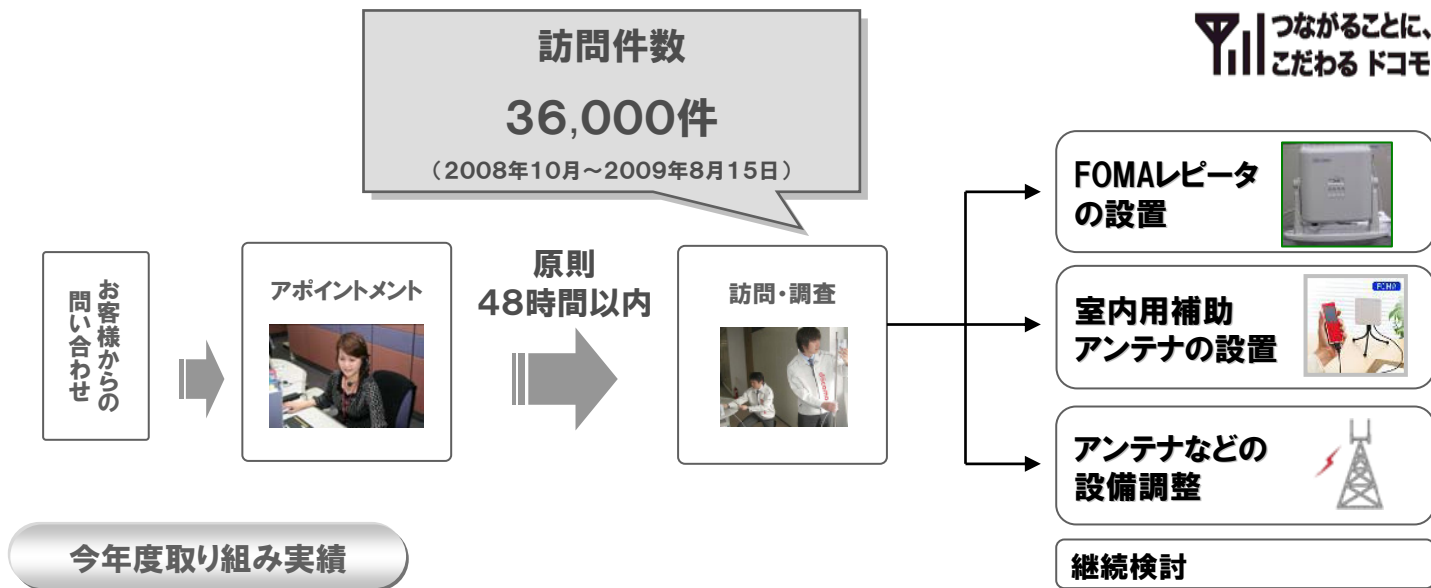 訪問件数
36,000件
（2008年10月～2009年8月15日）
つながることに、
こだわる ドコモ
お客様からの
問い合わせ
アポイントメント
原則
48時間以内
訪問・調査
FOMAレピータ
の設置
室内用補助
アンテナの設置
FOMA
アンテナなどの
設備調整
継続検討
今年度取り組み実績